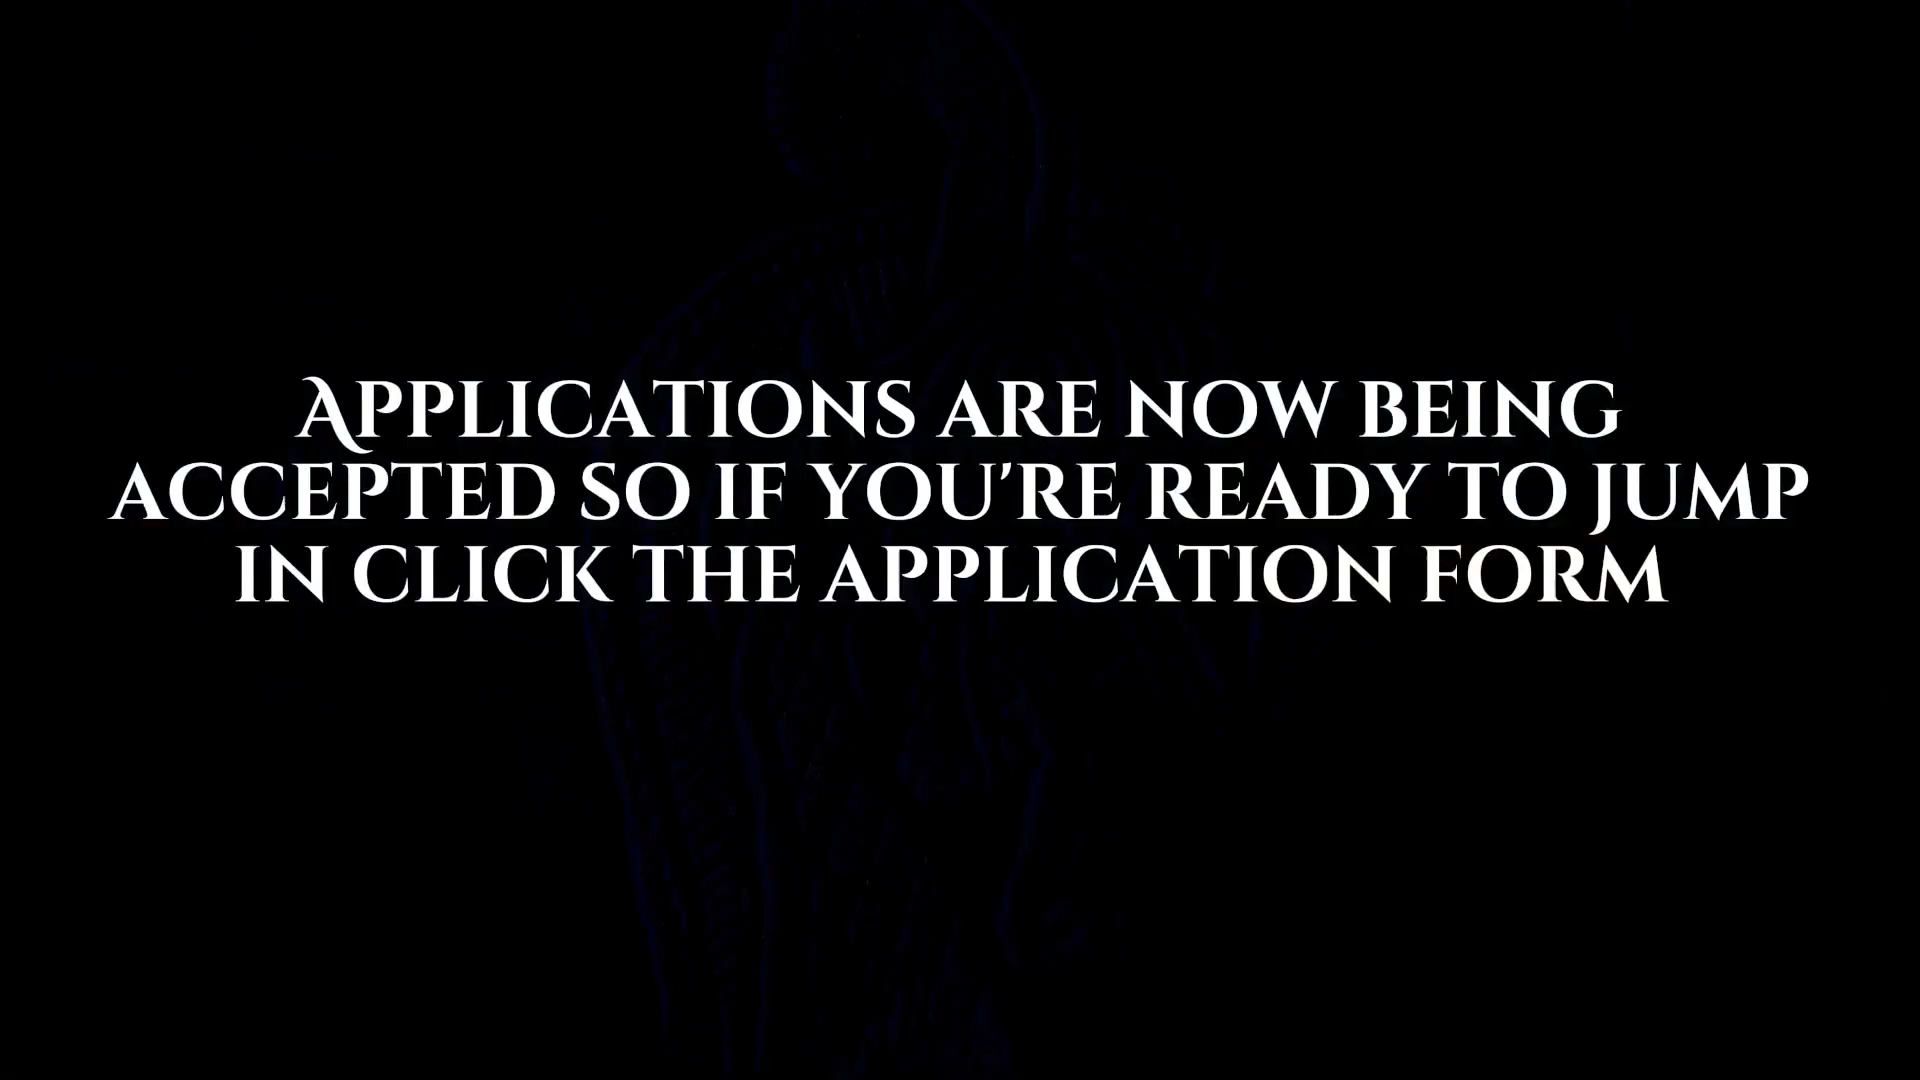 Applications are now being
accepted so if you're ready to jump
in click the application form